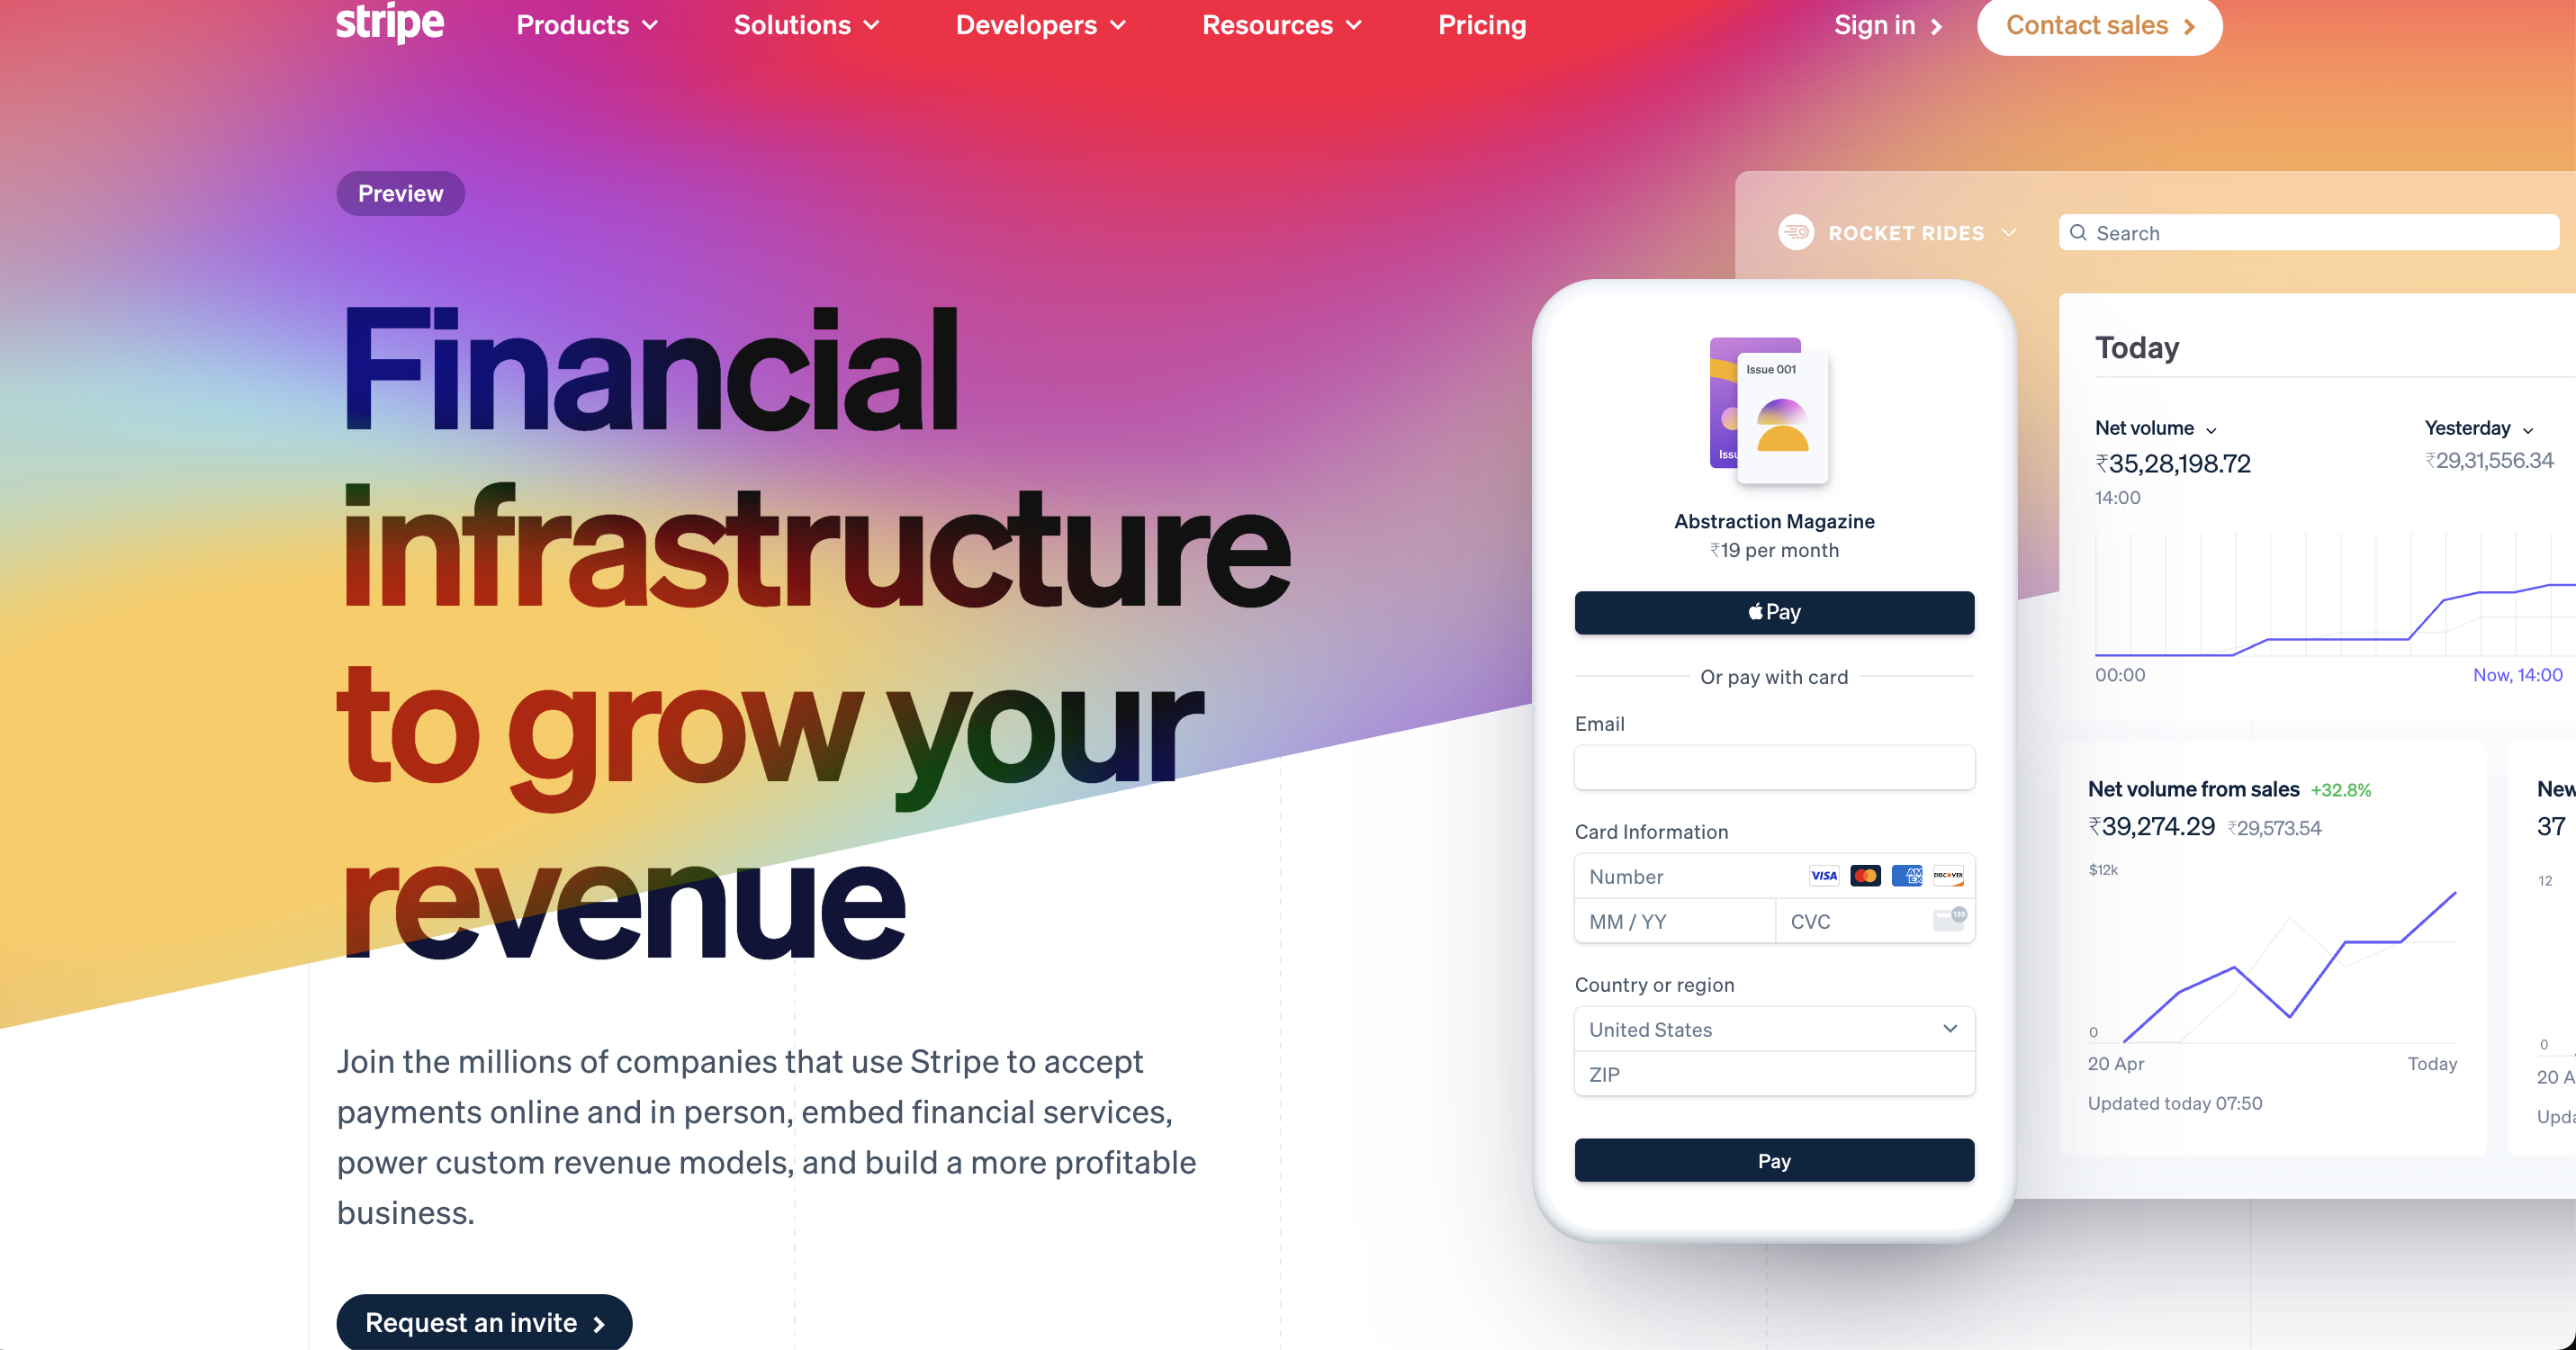 stripe
Products
Solutions
Developers
Resources
Pricing
Sign in
Contact sales
Preview
Financial
infrastructure
to grow your
revenue
Join the millions of companies that use Stripe to accept
payments online and in person, embed financial services,
power custom revenue models, and build a more profitable
business.
Request an invite
Issue 001
Abstraction Magazine
₹19 per month
Pay
Or pay with card
Email
Card Information
Number
VISA
AM EX
DISCOVER
MM / YY
CVC
135
Country or region
United States
ZIP
Pay
ROCKET RIDES
Search
Today
Net volume
Yesterday
₹35,28,198.72
₹29,31,556.34
14:00
00:00
Now, 14:00
Net volume from sales +32.8%
₹39,274.29 ₹29,573.54
$12k
0
20 Apr
Today
Updated today 07:50
New
37
12
0
20 A